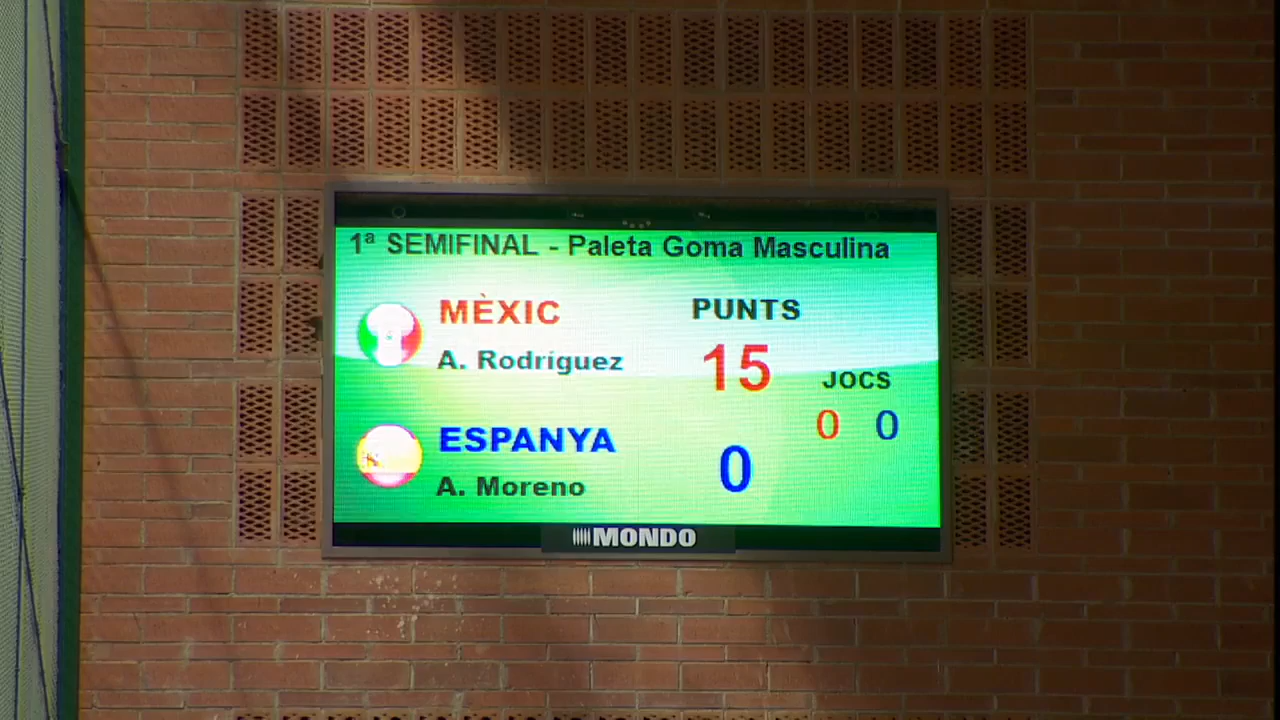 1ª SEMIFINAL - Paleta Goma Masculina
MÈXIC
PUNTS
A. Rodríguez
15
JOCS
0 0
ESPANYA
0
A. Moreno
MONDO